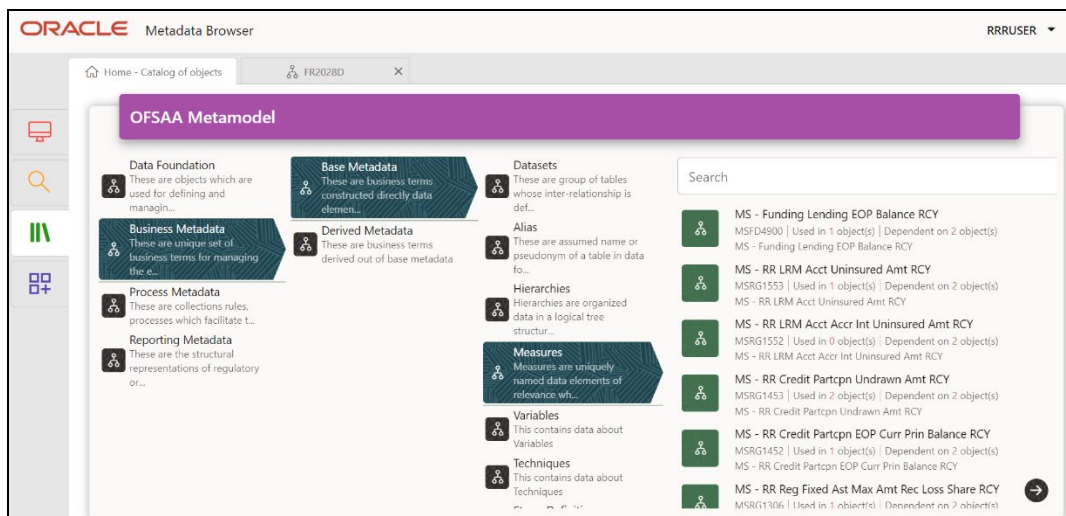 ORACLE Metadata Browser
RRRUSER
Home - Catalog of objects
FR2028D
OFSAA Metamodel
Data Foundation
These are objects which are
used for defining and
managin...
Business Metadata
These are unique set of
business terms for managing
the e...
Process Metadata
These are collections rules,
processes which facilitate t...
Reporting Metadata
These are the structural
representations of regulatory
or...
Base Metadata
These are business terms
constructed directly data
elemen...
Derived Metadata
These are business terms
derived out of base metadata
Datasets
These are group of tables
whose inter-relationship is
def...
Alias
These are assumed name or
pseudonym of a table in data
fo...
Hierarchies
Hierarchies are organized
data in a logical tree
structur...
Measures
Measures are uniquely
named data elements of
relevance wh...
Variables
This contains data about
Variables
Techniques
This contains data about
Techniques
Search
MS - Funding Lending EOP Balance RCY
MSFD4900 | Used in 1 object(s) | Dependent on 2 object(s)
MS - Funding Lending EOP Balance RCY
MS - RR LRM Acct Uninsured Amt RCY
MSRG1553 | Used in 1 object(s) | Dependent on 2 object(s)
MS - RR LRM Acct Uninsured Amt RCY
MS - RR LRM Acct Accr Int Uninsured Amt RCY
MSRG1552 | Used in 0 object(s) | Dependent on 2 object(s)
MS - RR LRM Acct Accr Int Uninsured Amt RCY
MS - RR Credit Partcpn Undrawn Amt RCY
MSRG1453 | Used in 2 object(s) | Dependent on 2 object(s)
MS - RR Credit Partcpn Undrawn Amt RCY
MS - RR Credit Partcpn EOP Curr Prin Balance RCY
MSRG1452 | Used in 1 object(s) | Dependent on 2 object(s)
MS - RR Credit Partcpn EOP Curr Prin Balance RCY
MS - RR Reg Fixed Ast Max Amt Rec Loss Share RCY
MSRG1306 | Used in 1 object(s) | Dependent on 2 object(s)